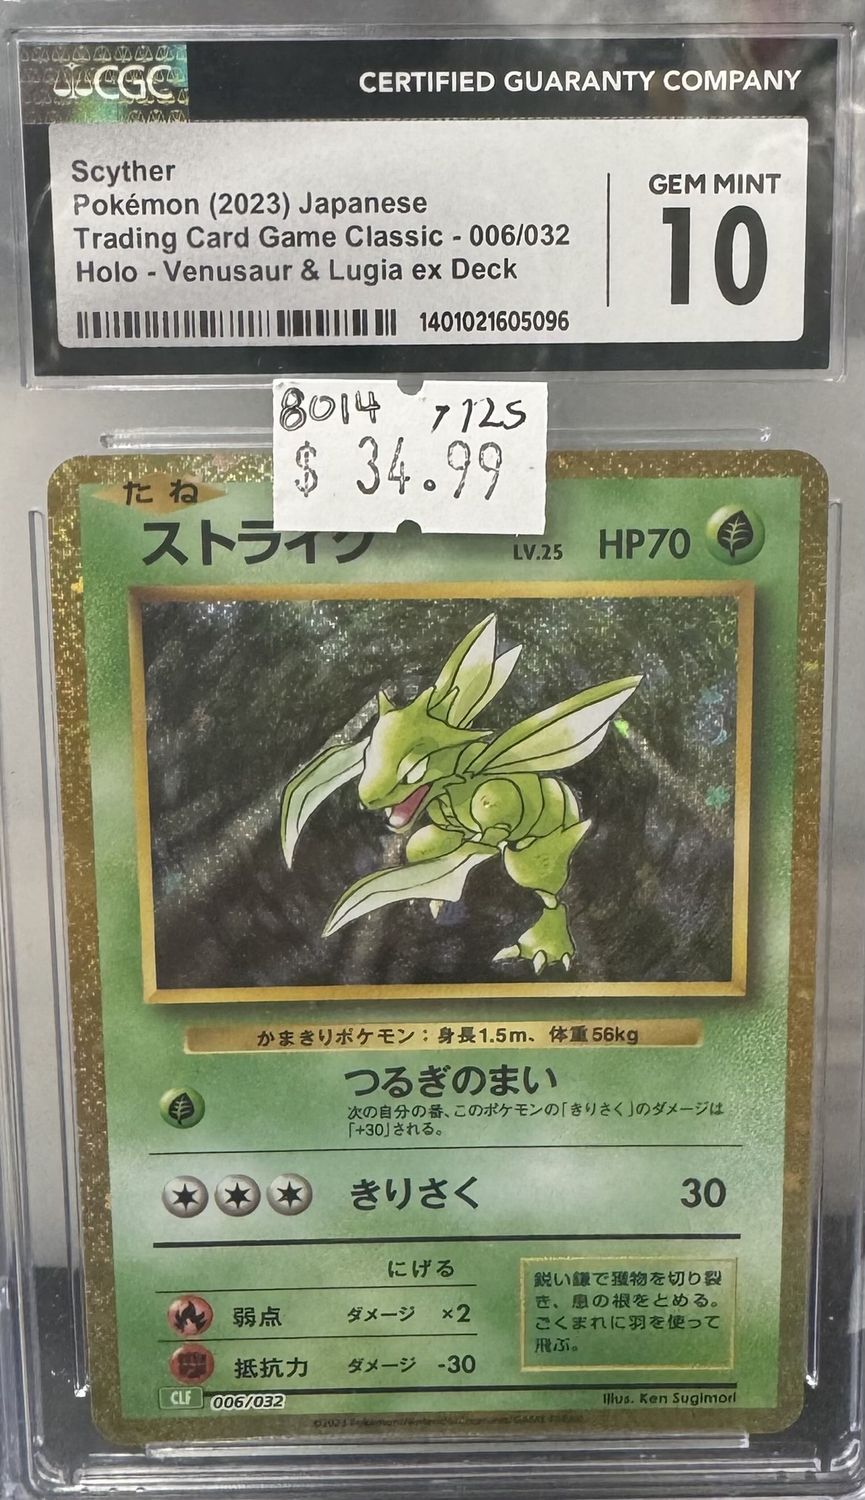 CGC
CERTIFIED GUARANTY COMPANY
Scyther
Pokémon (2023) Japanese
Trading Card Game Classic - 006/032
Holo - Venusaur & Lugia ex Deck
GEM MINT
10
1401021605096
8014 7125
$ 34.99
たね
ストライク
LV.25 HP70
かまきりポケモン：身長1.5m、体重56kg
つるぎのまい
次の自分の番、このポケモンの「きりさく」のダメージは
「+30」される。
きりさく 30
にげる
弱点 ダメージ ×2
抵抗力 ダメージ -30
鋭い鎌で獲物を切り裂
き、息の根をとめる。
ごくまれに羽を使って
飛ぶ。
CLF 006/032
Illus. Ken Sugimori